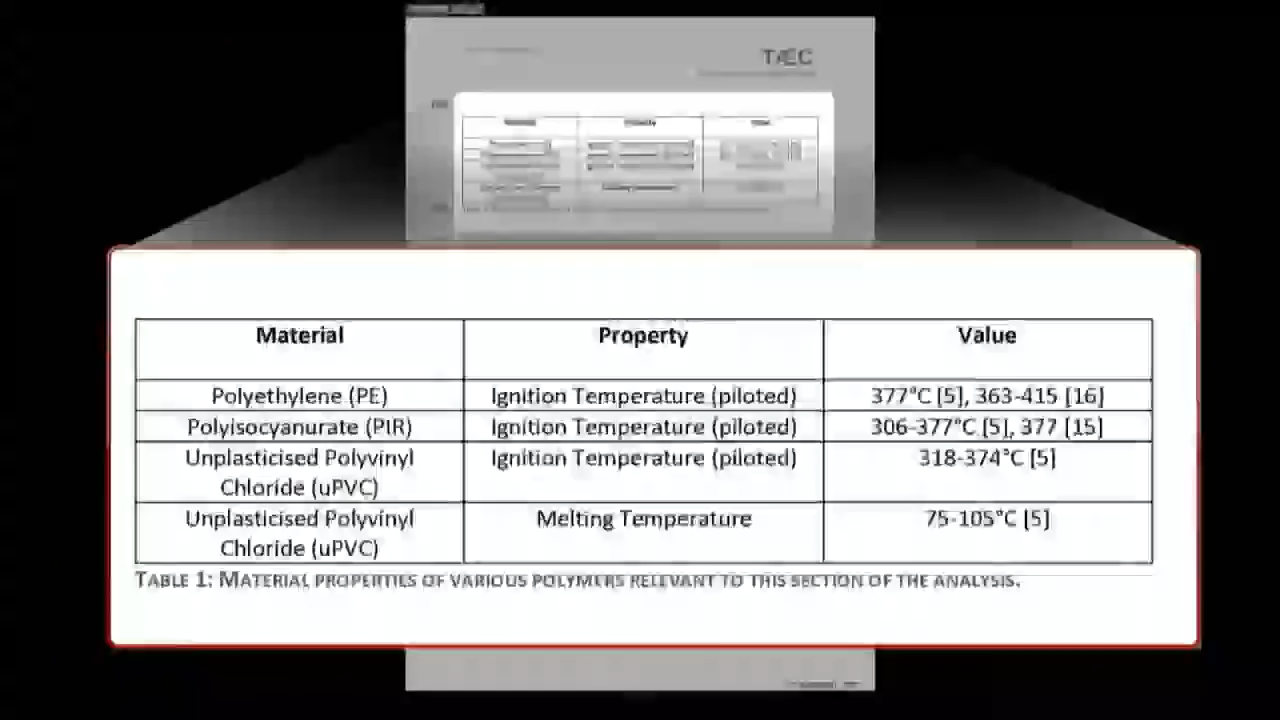 T/EC
Material Property Value
Polyethylene (PE) Ignition Temperature (piloted) 377°C [5], 363-415 [16]
Polyisocyanurate (PIR) Ignition Temperature (piloted) 306-377°C [5], 377 [15]
Unplasticised Polyvinyl Ignition Temperature (piloted) 318-374°C [5]
Chloride (uPVC)
Unplasticised Polyvinyl Melting Temperature 75-105°C [5]
Chloride (uPVC)
TABLE 1: MATERIAL PROPERTIES OF VARIOUS POLYMERS RELEVANT TO THIS SECTION OF THE ANALYSIS.